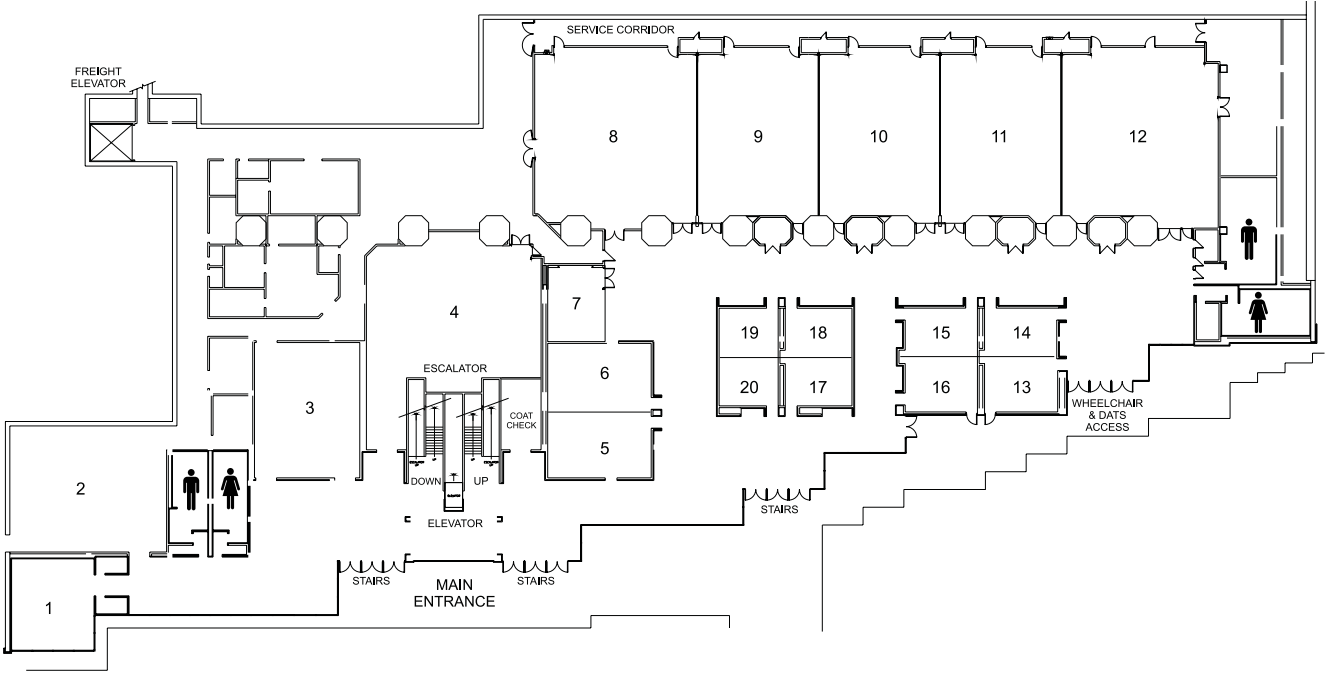 SERVICE CORRIDOR
FREIGHT
ELEVATOR
8
9
10
11
12
4
7
19
18
15
14
ESCALATOR
6
3
20
17
16
13
COAT
CHECK
WHEELCHAIR
& DATS
ACCESS
5
2
DOWN
UP
STAIRS
ELEVATOR
STAIRS
STAIRS
MAIN
ENTRANCE
1